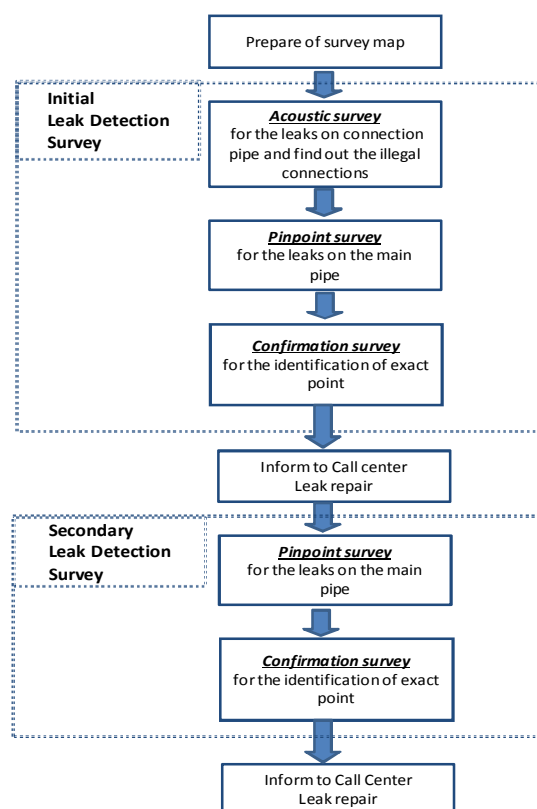 Prepare of survey map
Initial
Leak Detection
Survey
Acoustic survey
for the leaks on connection
pipe and find out the illegal
connections
Pinpoint survey
for the leaks on the main
pipe
Confirmation survey
for the identification of exact
point
Inform to Call center
Leak repair
Secondary
Leak Detection
Survey
Pinpoint survey
for the leaks on the main
pipe
Confirmation survey
for the identification of exact
point
Inform to Call Center
Leak repair